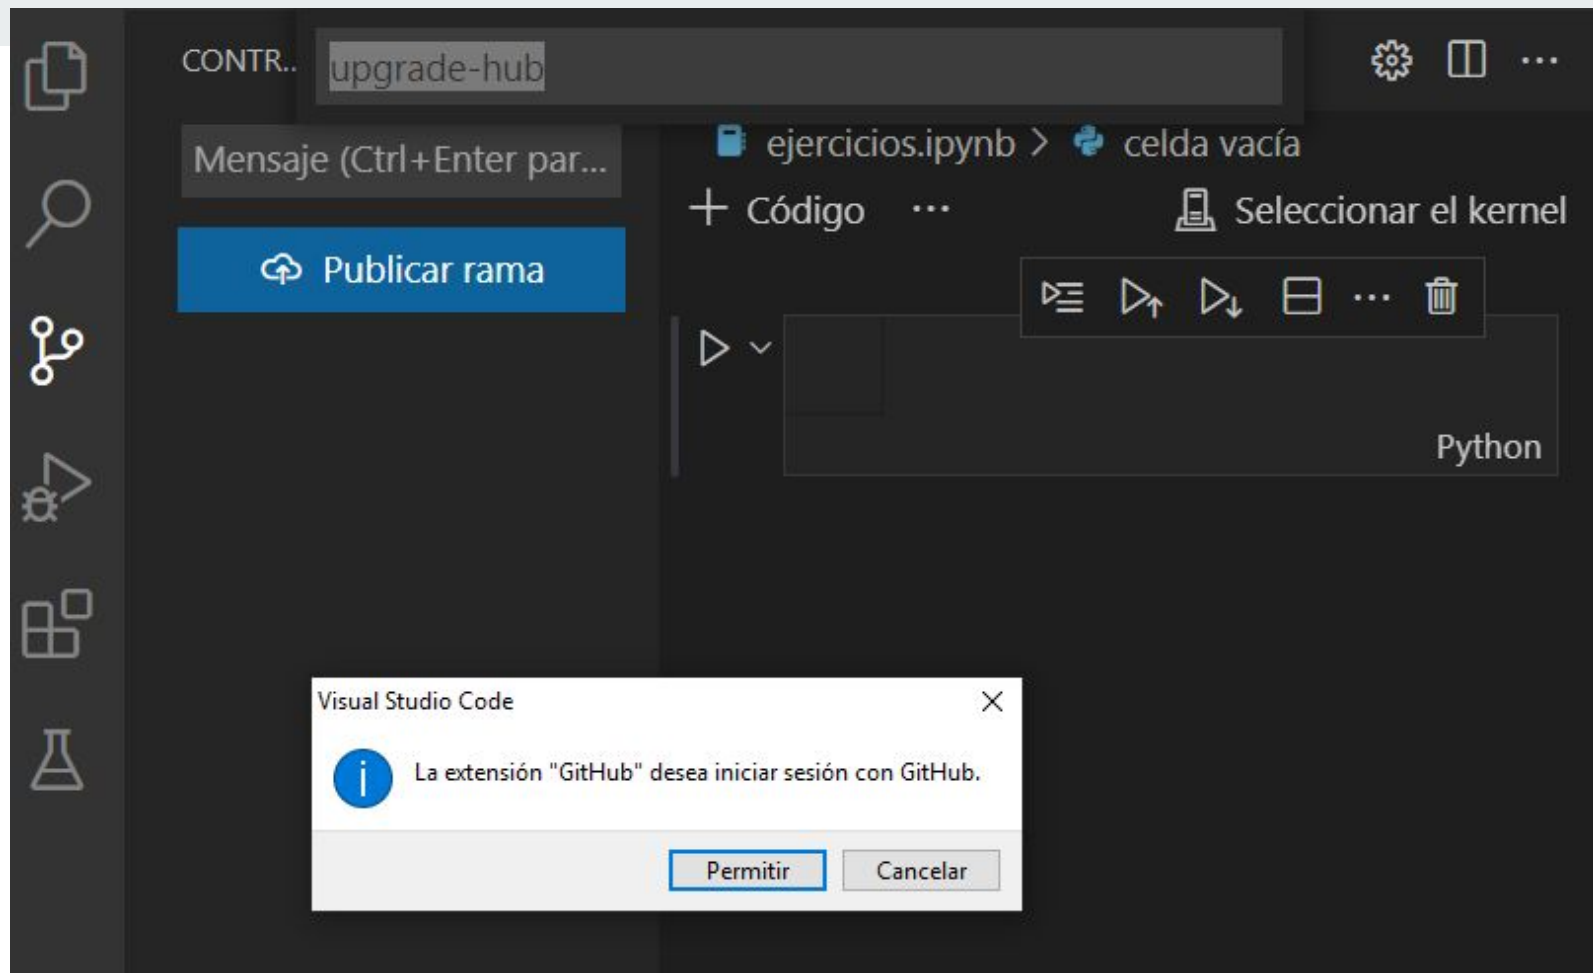 CONTR..
upgrade-hub
Mensaje (Ctrl+Enter par...
Publicar rama
ejercicios.ipynb > celda vacía
+ Código ...
Seleccionar el kernel
Python
Visual Studio Code
La extensión "GitHub" desea iniciar sesión con GitHub.
Permitir
Cancelar